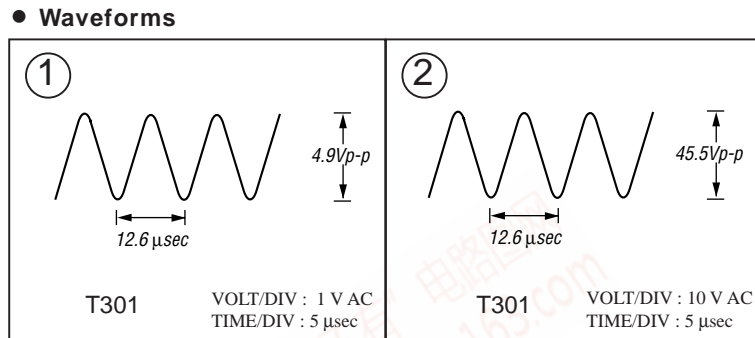 ● Waveforms
1
4.9Vp-p
12.6 µsec
T301
VOLT/DIV : 1 V AC
TIME/DIV : 5 µsec
2
45.5Vp-p
12.6 µsec
T301
VOLT/DIV : 10 V AC
TIME/DIV : 5 µsec